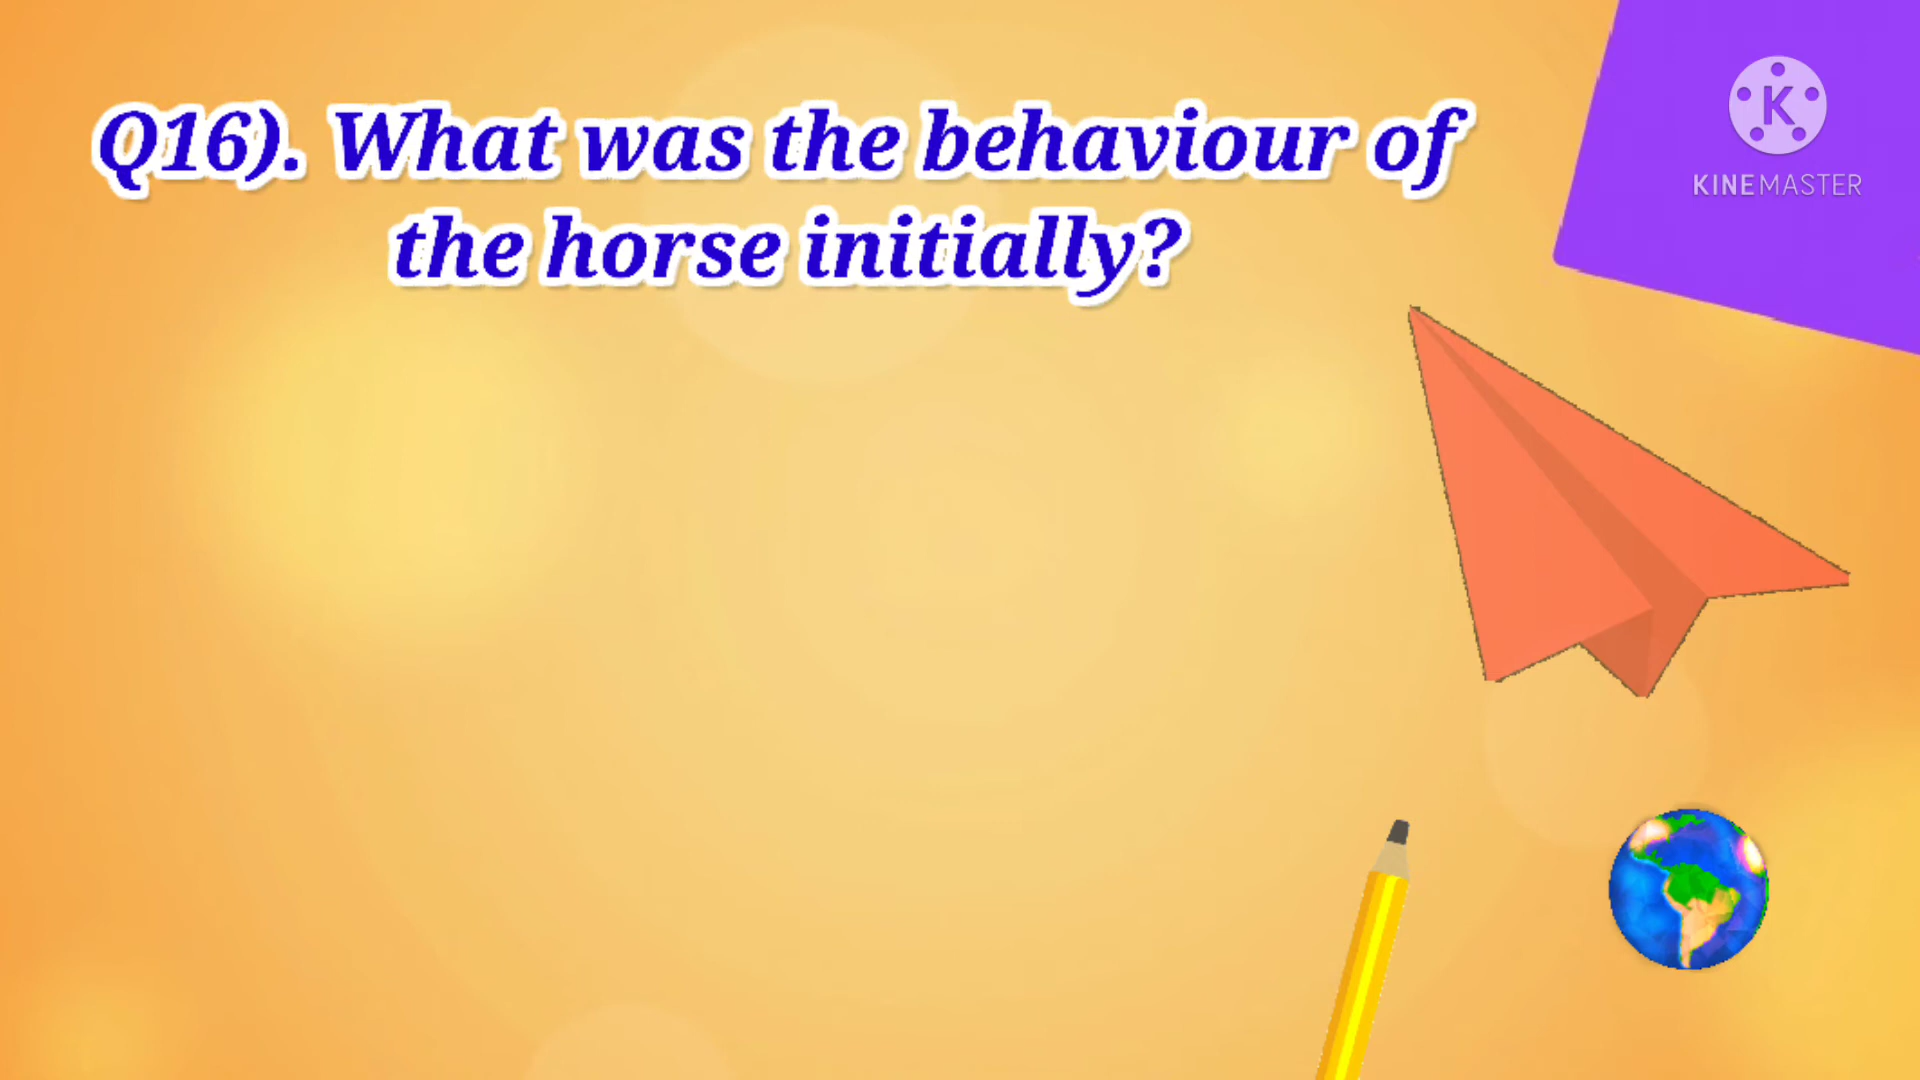 Q16). What was the behaviour of
the horse initially?
K
KINEMASTER